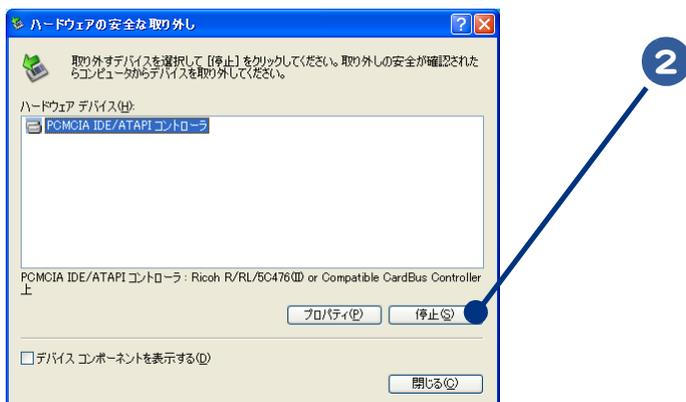 ハードウェアの安全な取り外し
取り外すデバイスを選択して [停止] をクリックしてください。取り外しの安全が確認された
らコンピュータからデバイスを取り外してください。
ハードウェア デバイス(H):
PCMCIA IDE/ATAPI コントローラ
PCMCIA IDE/ATAPI コントローラ : Ricoh R/RL/5C476(II) or Compatible CardBus Controller
上
プロパティ(P) 停止(S)
デバイス コンポーネントを表示する(D)
閉じる(C)
2